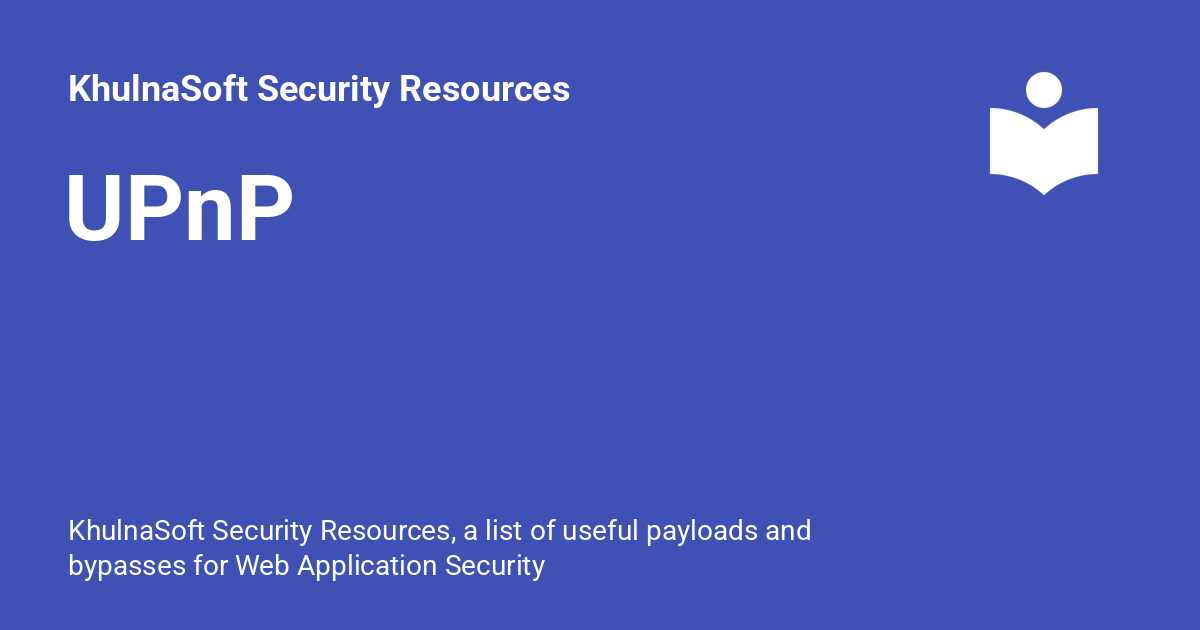 KhulnaSoft Security Resources
UPnP
KhulnaSoft Security Resources, a list of useful payloads and
bypasses for Web Application Security